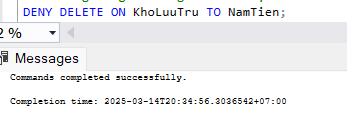 DENY DELETE ON KhoLuuTru TO NamTien;
2 %
Messages
Commands completed successfully.
Completion time: 2025-03-14T20:34:56.3036542+07:00